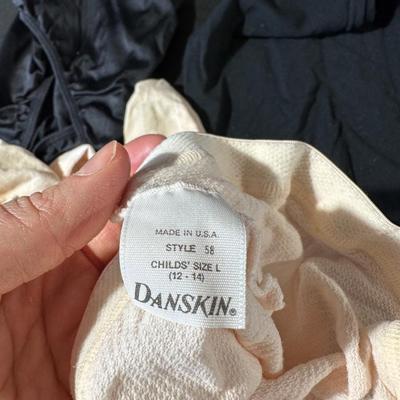 MADE IN U.S.A.
STYLE 58
CHILDS' SIZE L
(12 - 14)
DANSKIN®